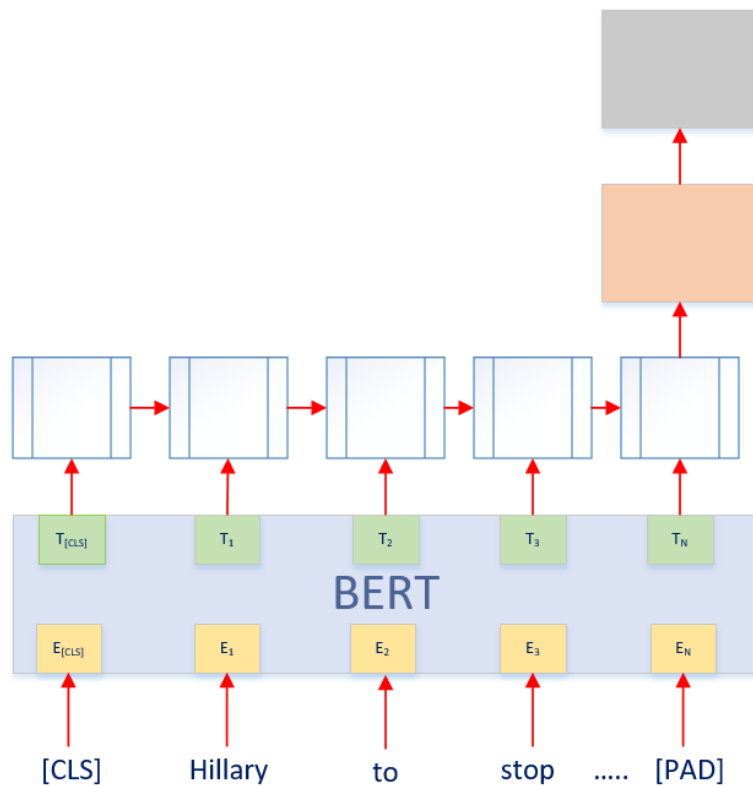 T[CLS] T1 T2 T3 TN
BERT
E[CLS] E1 E2 E3 EN
[CLS] Hillary to stop ..... [PAD]